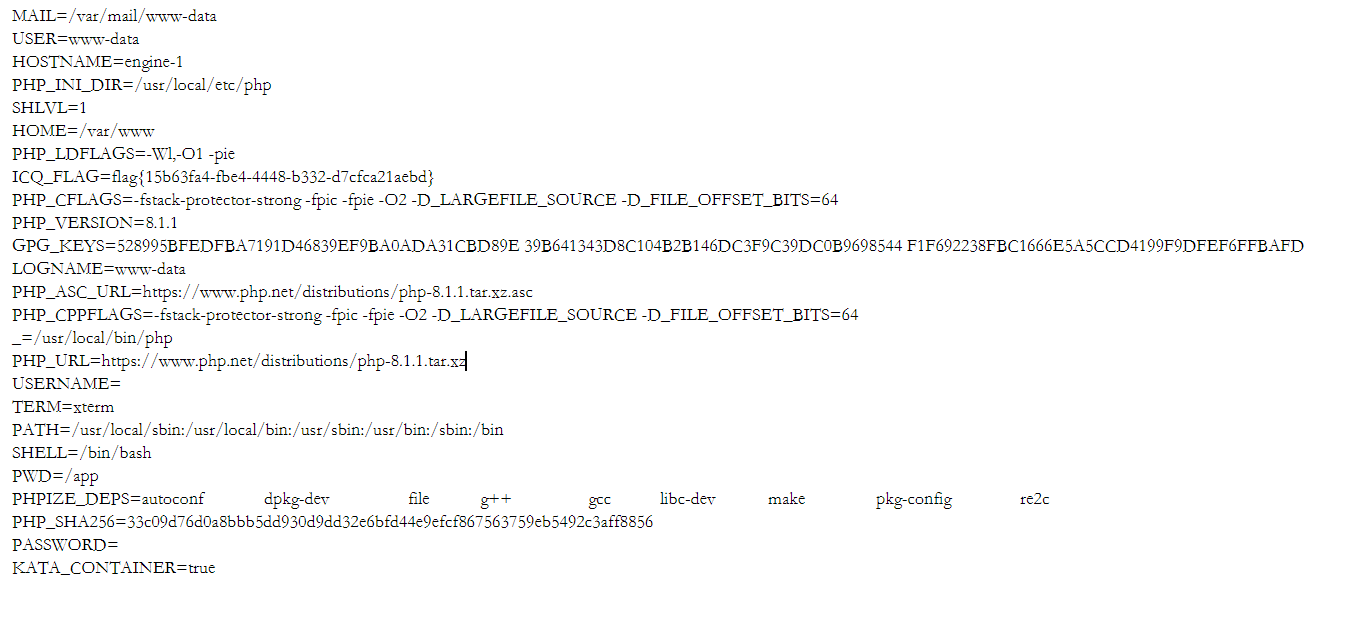 MAIL=/var/mail/www-data
USER=www-data
HOSTNAME=engine-1
PHP_INI_DIR=/usr/local/etc/php
SHLVL=1
HOME=/var/www
PHP_LDFLAGS=-Wl,-O1 -pie
ICQ_FLAG=flag{15b63fa4-fbe4-4448-b332-d7cfca21aebd}
PHP_CFLAGS=-fstack-protector-strong -fpic -fpie -O2 -D_LARGEFILE_SOURCE -D_FILE_OFFSET_BITS=64
PHP_VERSION=8.1.1
GPG_KEYS=528995BFEDFBA7191D46839EF9BA0ADA31CBD89E 39B641343D8C104B2B146DC3F9C39DC0B9698544 F1F692238FBC1666E5A5CCD4199F9DFEF6FFBAFD
LOGNAME=www-data
PHP_ASC_URL=https://www.php.net/distributions/php-8.1.1.tar.xz.asc
PHP_CPPFLAGS=-fstack-protector-strong -fpic -fpie -O2 -D_LARGEFILE_SOURCE -D_FILE_OFFSET_BITS=64
_=/usr/local/bin/php
PHP_URL=https://www.php.net/distributions/php-8.1.1.tar.xz
USERNAME=
TERM=xterm
PATH=/usr/local/sbin:/usr/local/bin:/usr/sbin:/usr/bin:/sbin:/bin
SHELL=/bin/bash
PWD=/app
PHPIZE_DEPS=autoconf dpkg-dev file g++ gcc libc-dev make pkg-config re2c
PHP_SHA256=33c09d76d0a8bbb5dd930d9dd32e6bfd44e9efcf867563759eb5492c3aff8856
PASSWORD=
KATA_CONTAINER=true